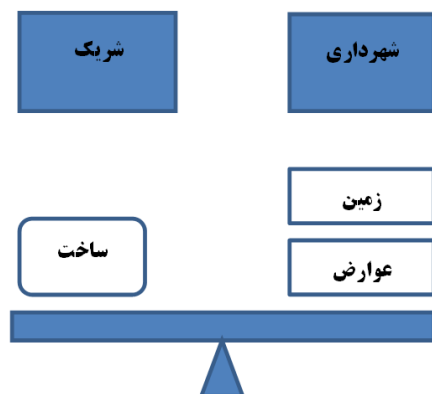 شهرداری
شریک
زمین
ساخت
عوارض